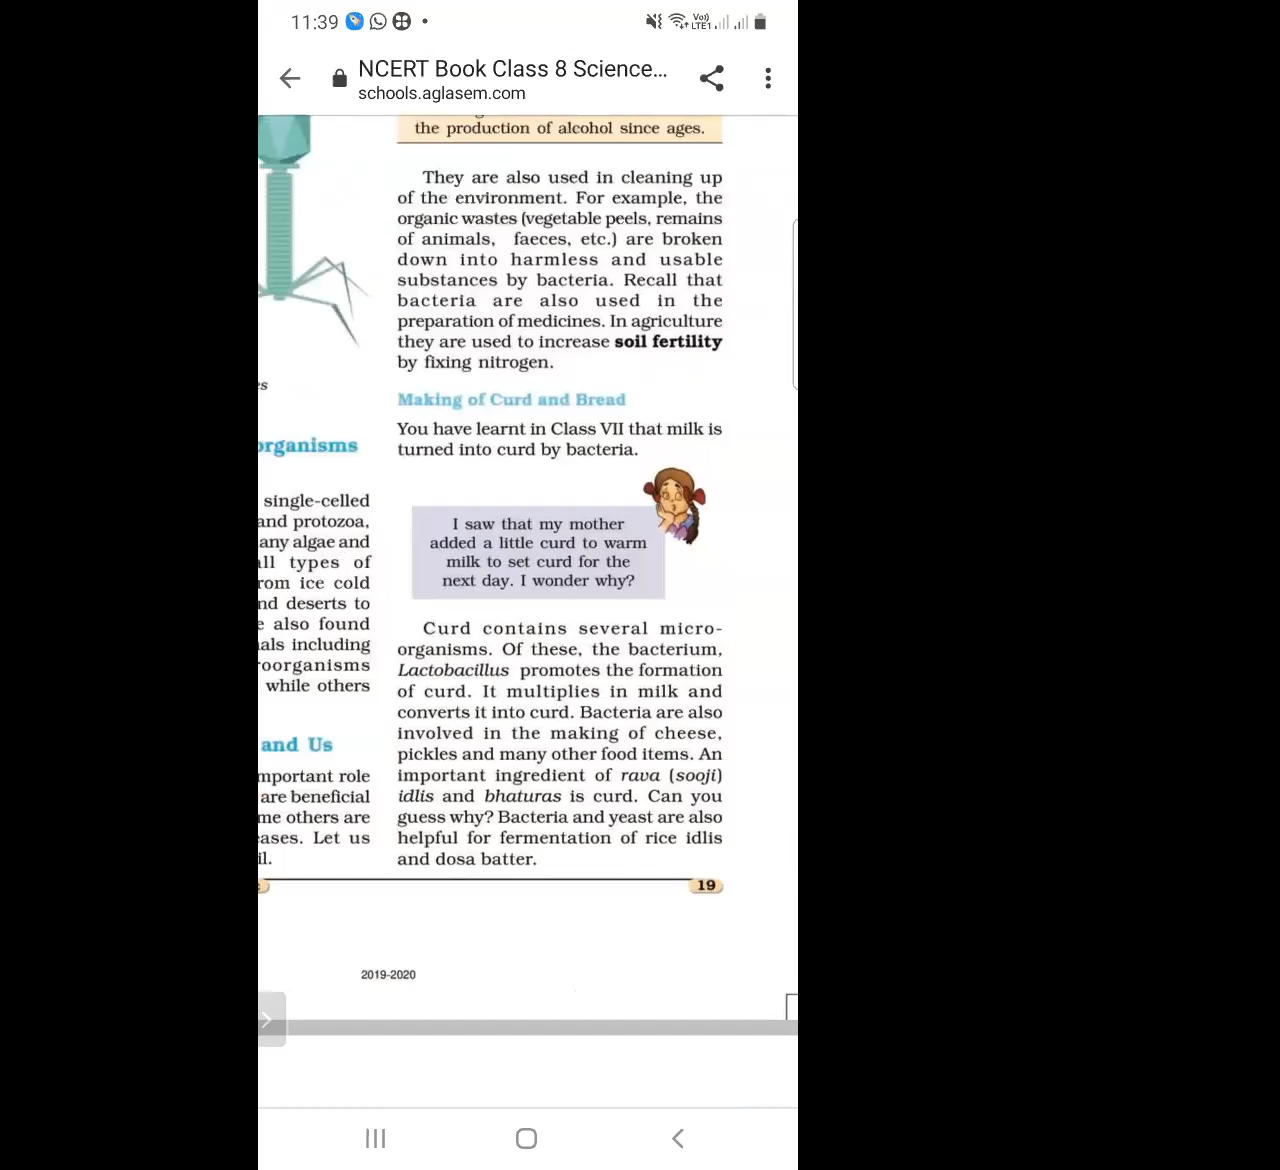 11:39
Vo)) LTE1
NCERT Book Class 8 Science...
schools.aglasem.com
the production of alcohol since ages.
es
organisms
single-celled
and protozoa,
any algae and
all types of
rom ice cold
nd deserts to
e also found
als including
roorganisms
while others
and Us
mportant role
are beneficial
me others are
eases. Let us
il.
They are also used in cleaning up
of the environment. For example, the
organic wastes (vegetable peels, remains
of animals, faeces, etc.) are broken
down into harmless and usable
substances by bacteria. Recall that
bacteria are also used in the
preparation of medicines. In agriculture
they are used to increase soil fertility
by fixing nitrogen.
Making of Curd and Bread
You have learnt in Class VII that milk is
turned into curd by bacteria.
I saw that my mother
added a little curd to warm
milk to set curd for the
next day. I wonder why?
Curd contains several micro-
organisms. Of these, the bacterium,
Lactobacillus promotes the formation
of curd. It multiplies in milk and
converts it into curd. Bacteria are also
involved in the making of cheese,
pickles and many other food items. An
important ingredient of rava (sooji)
idlis and bhaturas is curd. Can you
guess why? Bacteria and yeast are also
helpful for fermentation of rice idlis
and dosa batter.
19
2019-2020